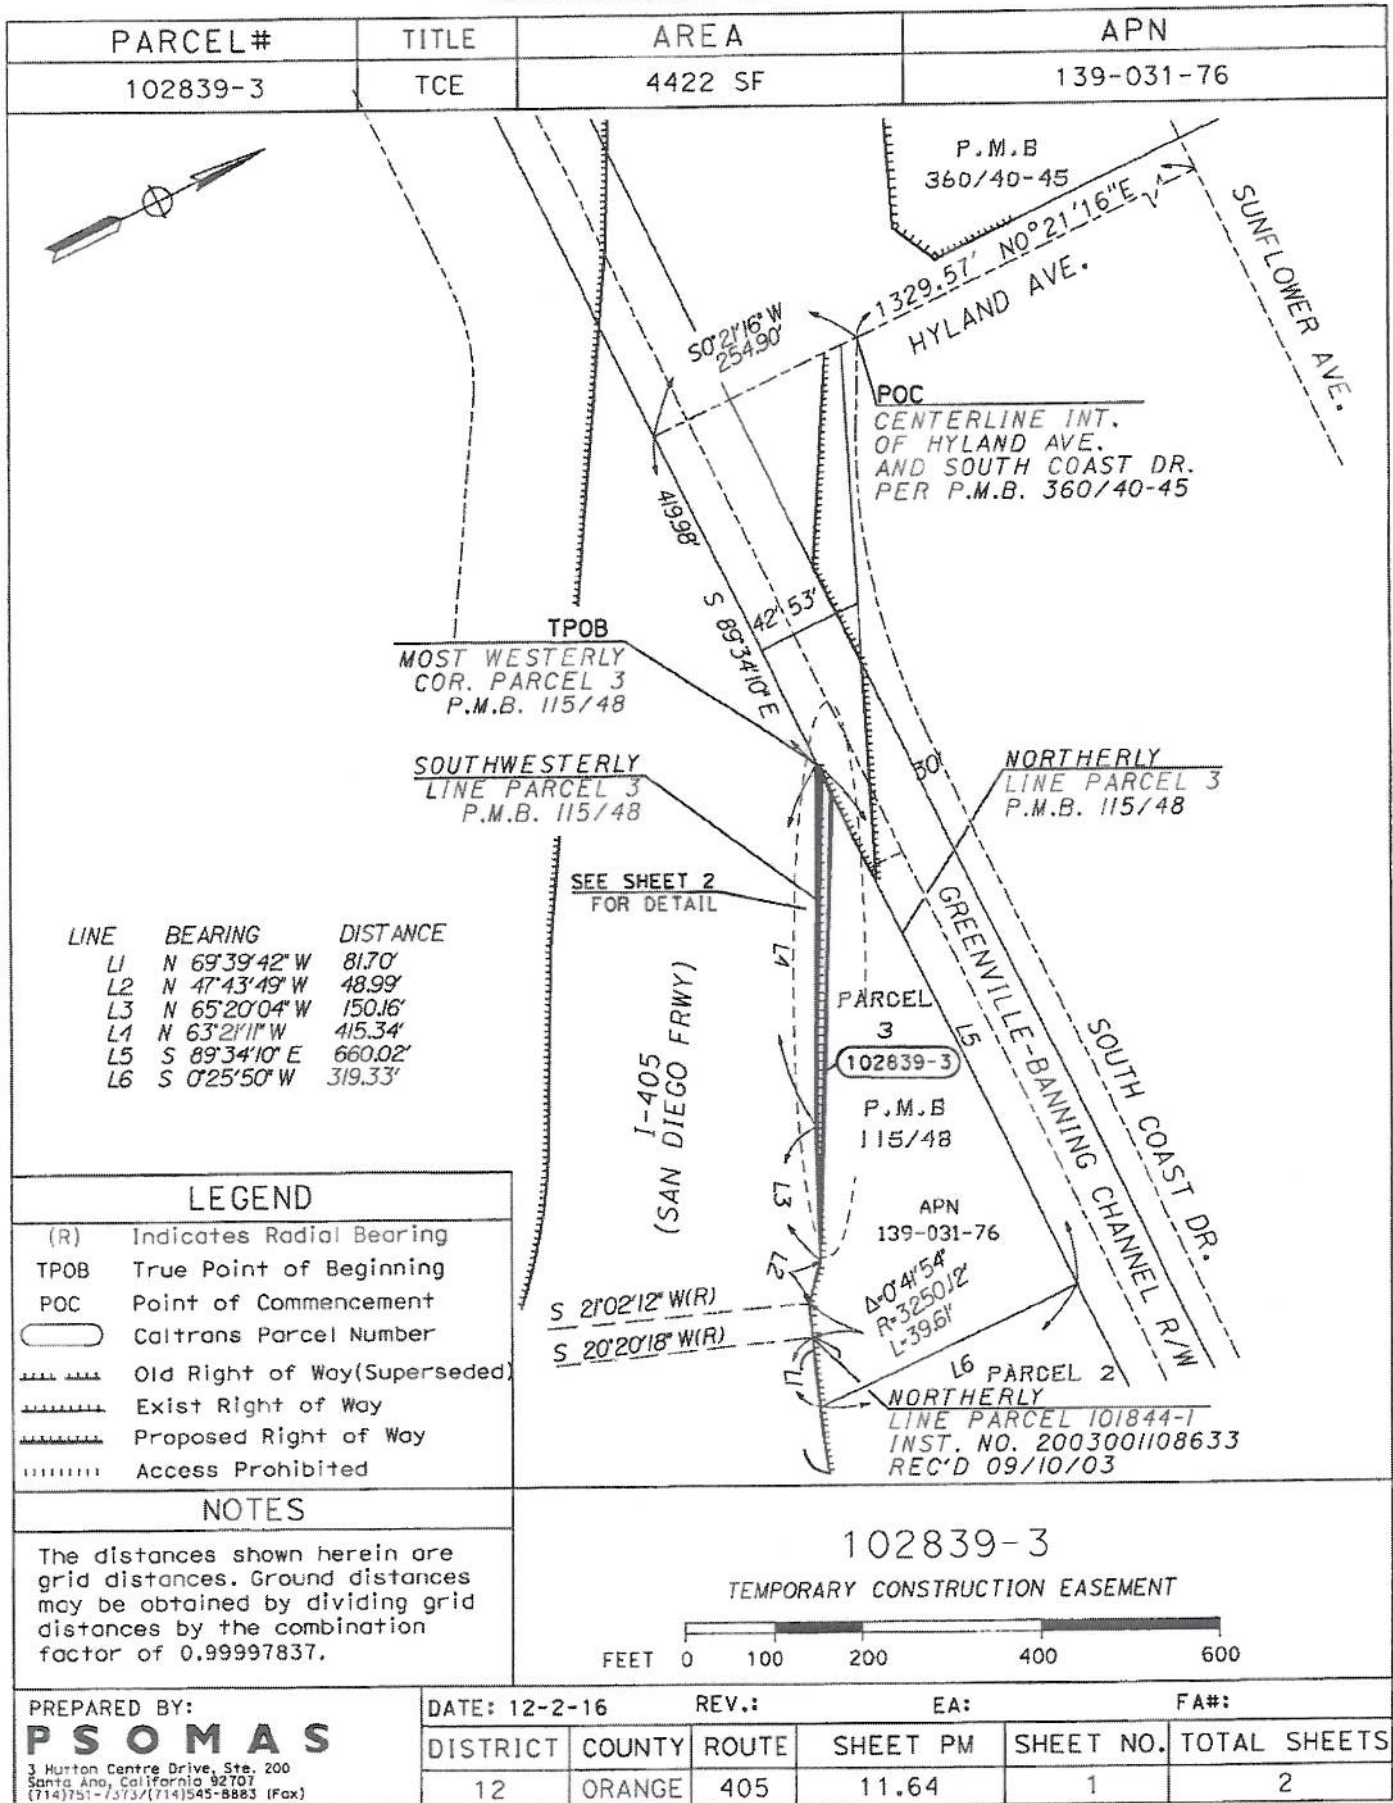 PARCEL# TITLE AREA APN
102839-3 TCE 4422 SF 139-031-76
P.M.B
360/40-45
SUNFLOWER AVE.
1329.57' N0°21'16"E
HYLAND AVE.
S0°21'16" W
254.90'
POC
CENTERLINE INT.
OF HYLAND AVE.
AND SOUTH COAST DR.
PER P.M.B. 360/40-45
419.98'
S 89°34'10" E
42' 53'
TPOB
MOST WESTERLY
COR. PARCEL 3
P.M.B. 115/48
SOUTHWESTERLY
LINE PARCEL 3
P.M.B. 115/48
50'
NORTHERLY
LINE PARCEL 3
P.M.B. 115/48
SEE SHEET 2
FOR DETAIL
LINE BEARING DISTANCE
L1 N 69°39'42" W 81.70'
L2 N 47°43'49" W 48.99'
L3 N 65°20'04" W 150.16'
L4 N 63°21'11" W 415.34'
L5 S 89°34'10" E 660.02'
L6 S 0°25'50" W 319.33'
L4
I-405
(SAN DIEGO FRWY)
PARCEL
3
102839-3
P.M.B
115/48
L5
GREENVILLE-BANNING CHANNEL R/W
SOUTH COAST DR.
L3
APN
139-031-76
L2
Δ=0°41'54"
R=3250.12'
L=39.61'
S 21°02'12" W(R)
S 20°20'18" W(R)
L1
L6 PARCEL 2
NORTHERLY
LINE PARCEL 101844-1
INST. NO. 2003001108633
REC'D 09/10/03
LEGEND
(R) Indicates Radial Bearing
TPOB True Point of Beginning
POC Point of Commencement
Caltrans Parcel Number
Old Right of Way(Superseded)
Exist Right of Way
Proposed Right of Way
Access Prohibited
NOTES
The distances shown herein are
grid distances. Ground distances
may be obtained by dividing grid
distances by the combination
factor of 0.99997837.
102839-3
TEMPORARY CONSTRUCTION EASEMENT
FEET 0 100 200 400 600
PREPARED BY:
PSOMAS
3 Hutton Centre Drive, Ste. 200
Santa Ana, California 92707
(714)751-7373/(714)545-8883 (Fax)
DATE: 12-2-16 REV.: EA: FA#:
DISTRICT COUNTY ROUTE SHEET PM SHEET NO. TOTAL SHEETS
12 ORANGE 405 11.64 1 2